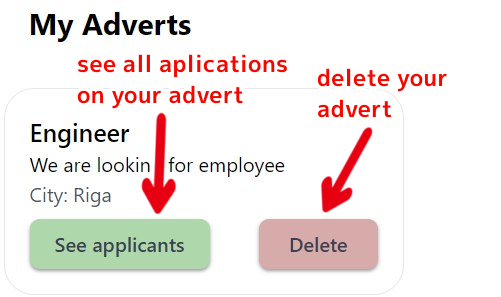 My Adverts
see all aplications
on your advert
delete your
advert
Engineer
We are lookin for employee
City: Riga
See applicants
Delete